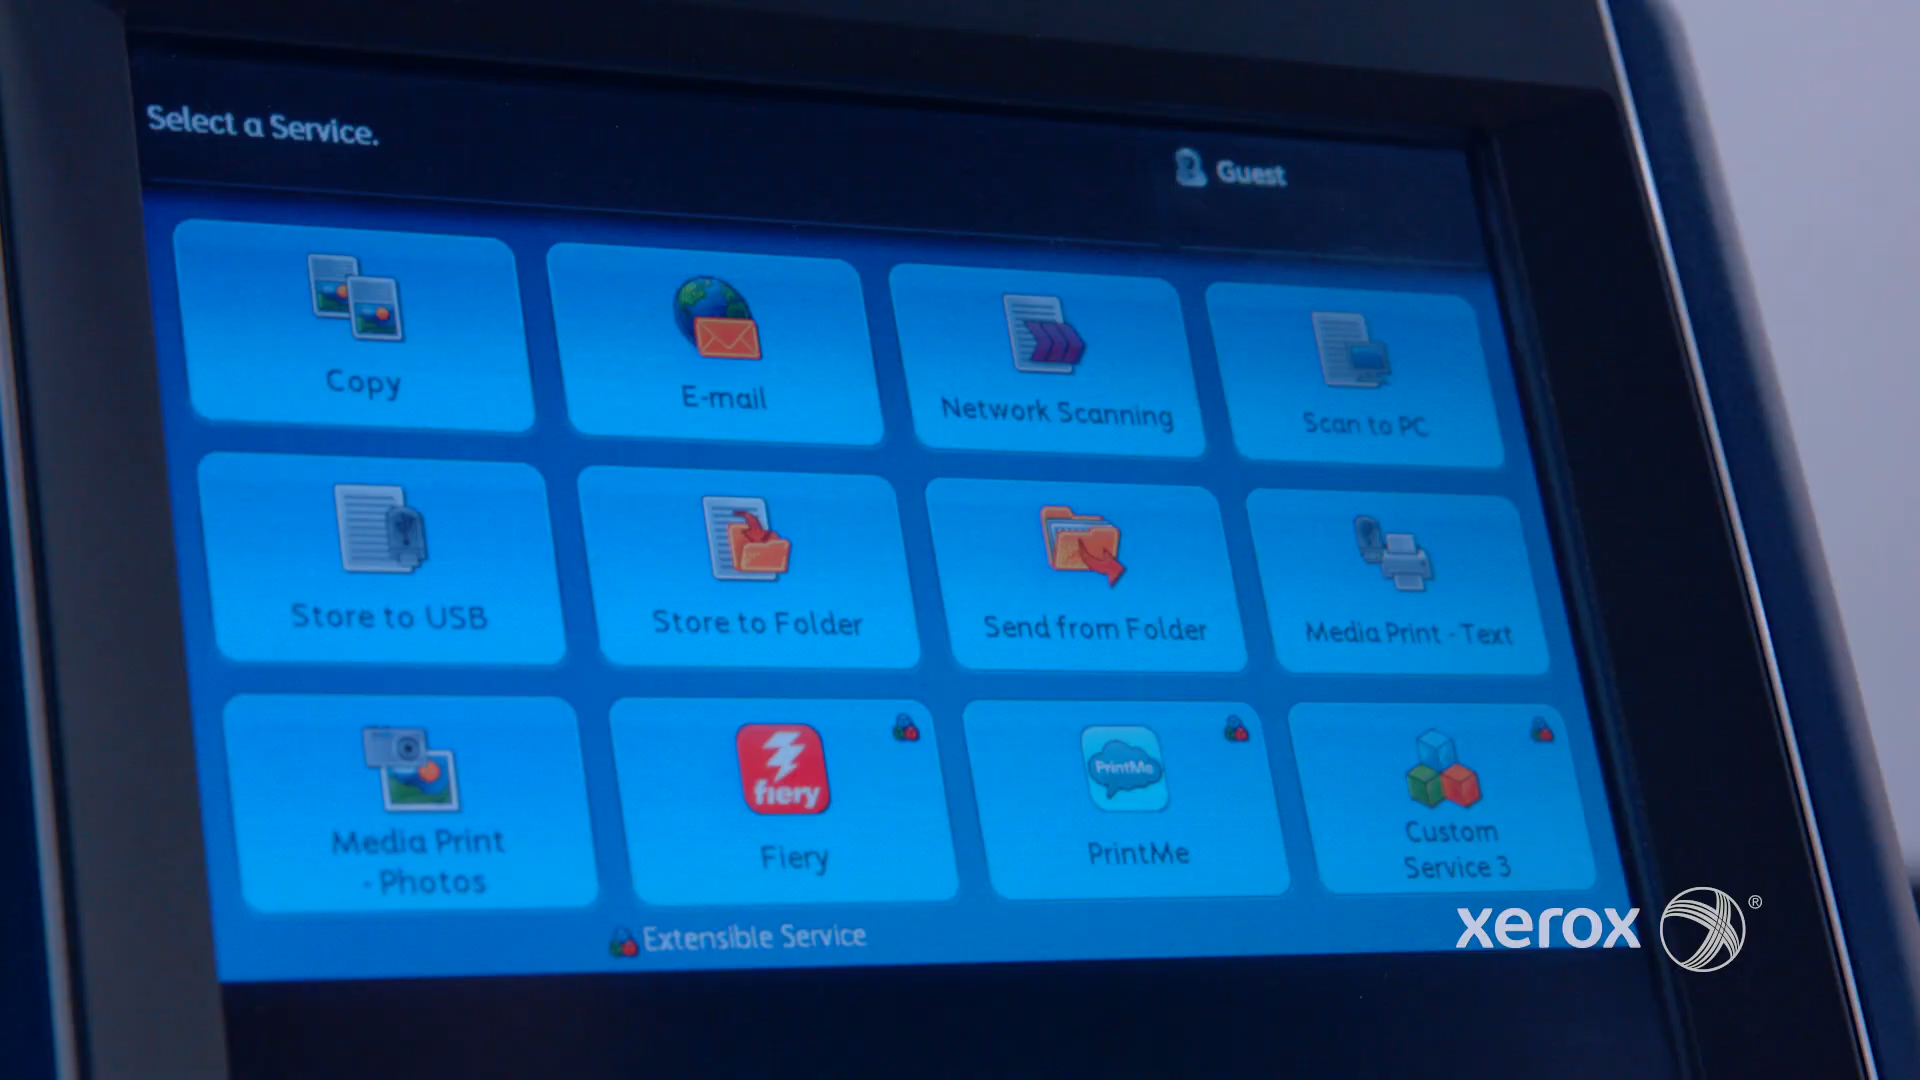 Select a Service.
Guest
Copy
E-mail
Network Scanning
Scan to PC
Store to USB
Store to Folder
Send from Folder
Media Print - Text
Media Print
- Photos
fiery
Fiery
PrintMe
PrintMe
Custom
Service 3
Extensible Service
xerox ®